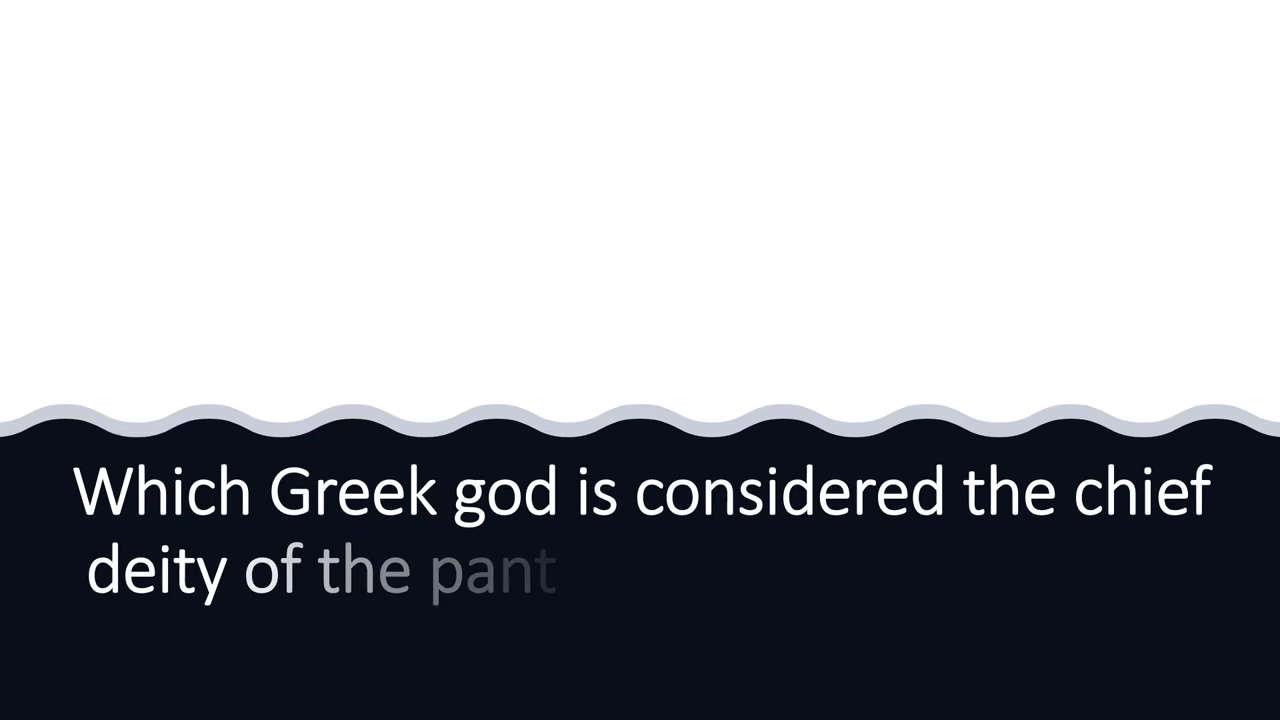 Which Greek god is considered the chief
deity of the pant